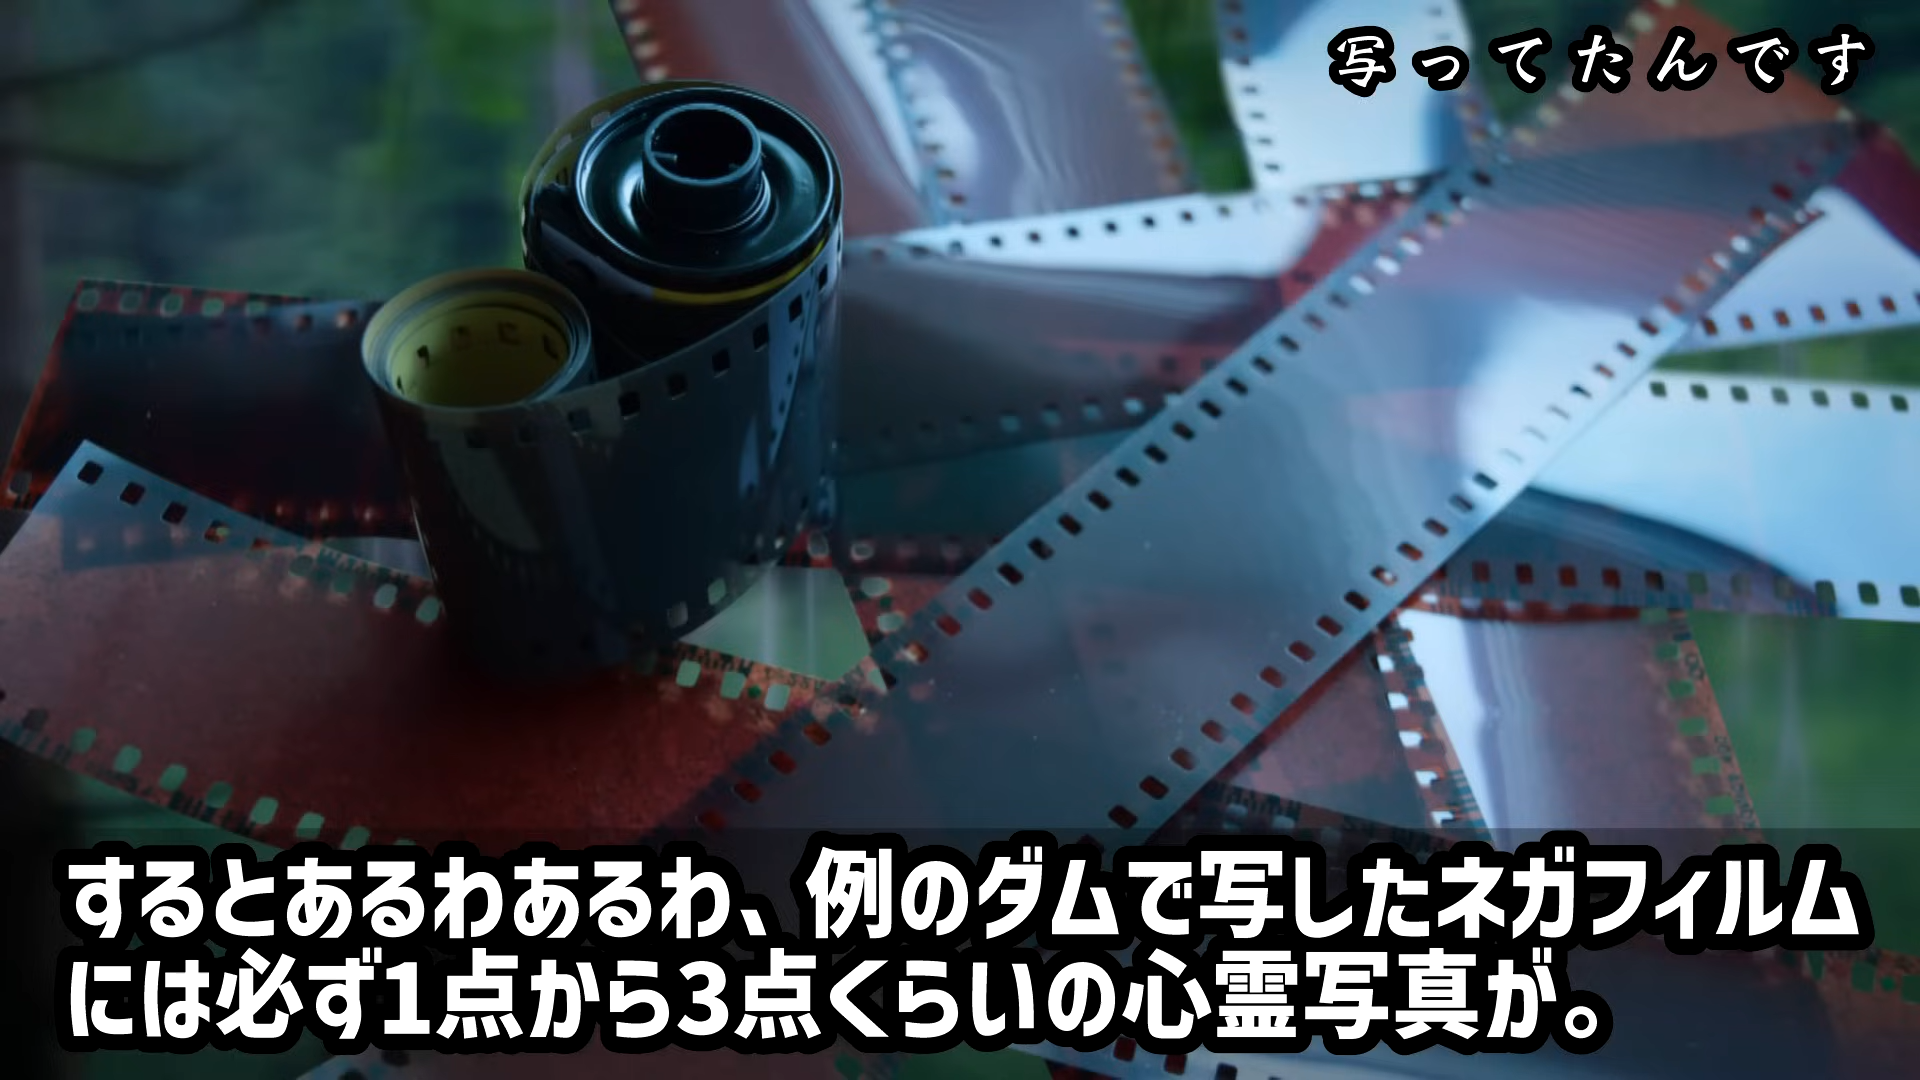 写ってたんです
するとあるわあるわ、例のダムで写したネガフィルム
には必ず1点から3点くらいの心霊写真が。